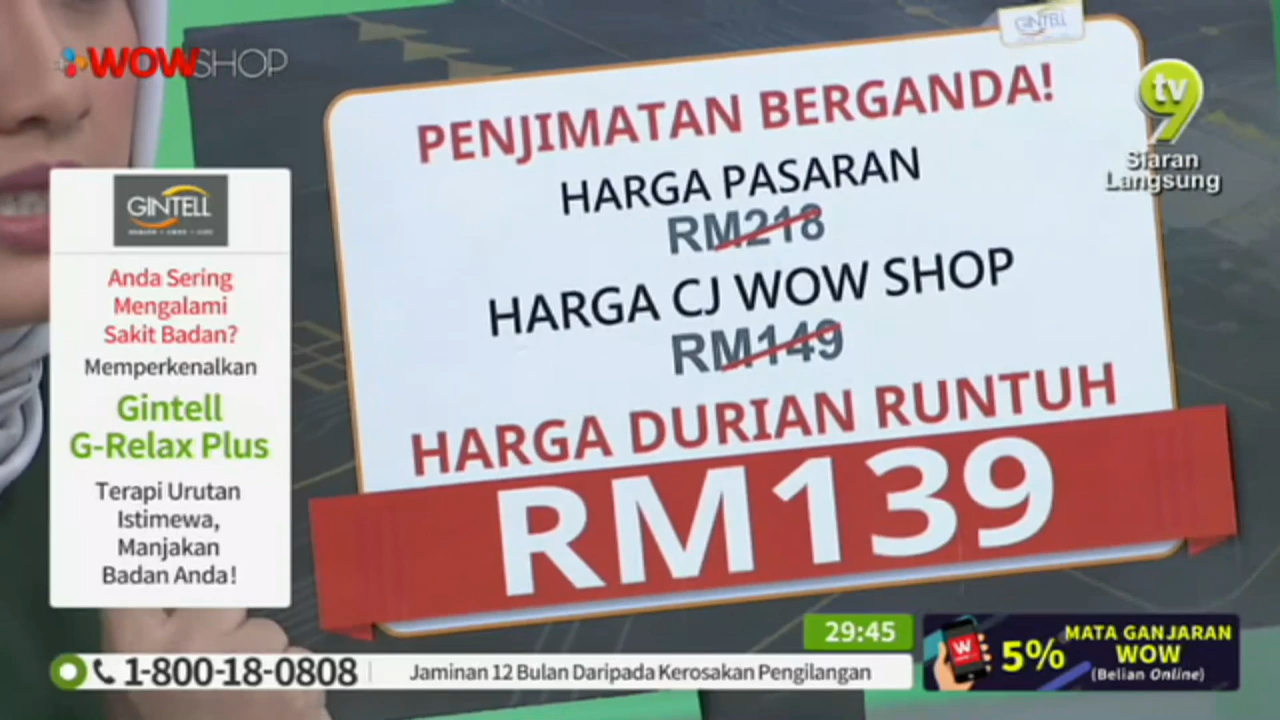 WOWSHOP
GINTELL
PENJIMATAN BERGANDA!
HARGA PASARAN
RM218
HARGA CJ WOW SHOP
RM149
HARGA DURIAN RUNTUH
RM139
tv9
Siaran
Langsung
GINTELL
Anda Sering
Mengalami
Sakit Badan?
Memperkenalkan
Gintell
G-Relax Plus
Terapi Urutan
Istimewa,
Manjakan
Badan Anda!
29:45
1-800-18-0808
Jaminan 12 Bulan Daripada Kerosakan Pengilangan
W
5% MATA GANJARAN
WOW
(Belian Online)